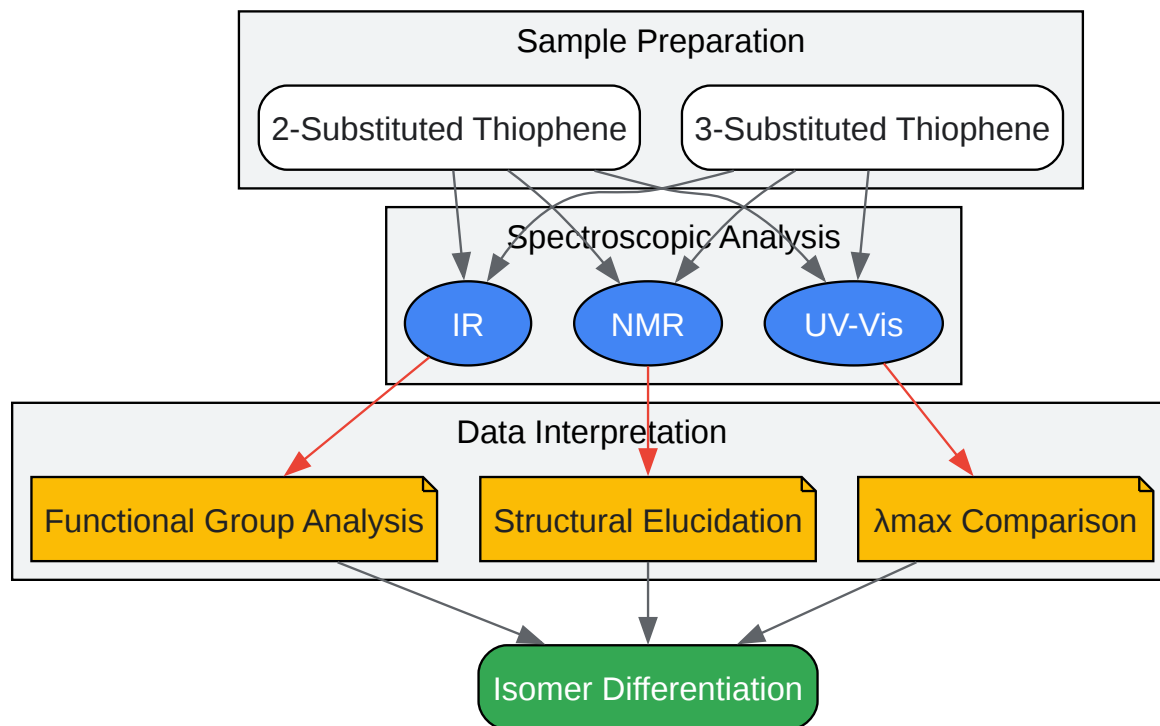 Sample Preparation
2-Substituted Thiophene
3-Substituted Thiophene
Spectroscopic Analysis
IR
NMR
UV-Vis
Data Interpretation
Functional Group Analysis
Structural Elucidation
λmax Comparison
Isomer Differentiation